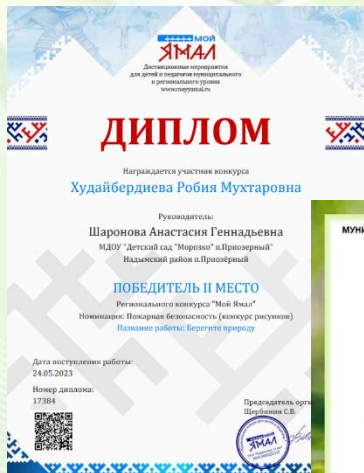 МОЙ
ЯМАЛ
Дистанционные мероприятия
для детей и педагогов муниципального
и регионального уровня
www.moyyamal.ru
ДИПЛОМ
Награждается участник конкурса
Худайбердиева Робия Мухтаровна
Руководитель:
Шаронова Анастасия Геннадьевна
МДОУ "Детский сад "Морозко" п.Приозерный"
Надымский район п.Приозёрный
МУНИ
ПОБЕДИТЕЛЬ II МЕСТО
Регионального конкурса "Мой Ямал"
Номинация: Пожарная безопасность (конкурс рисунков)
Название работы: Берегите природу
Дата поступления работы:
24.05.2023
Номер диплома:
17384
Председатель орг
Щербинин С.В.
ЯМАЛ